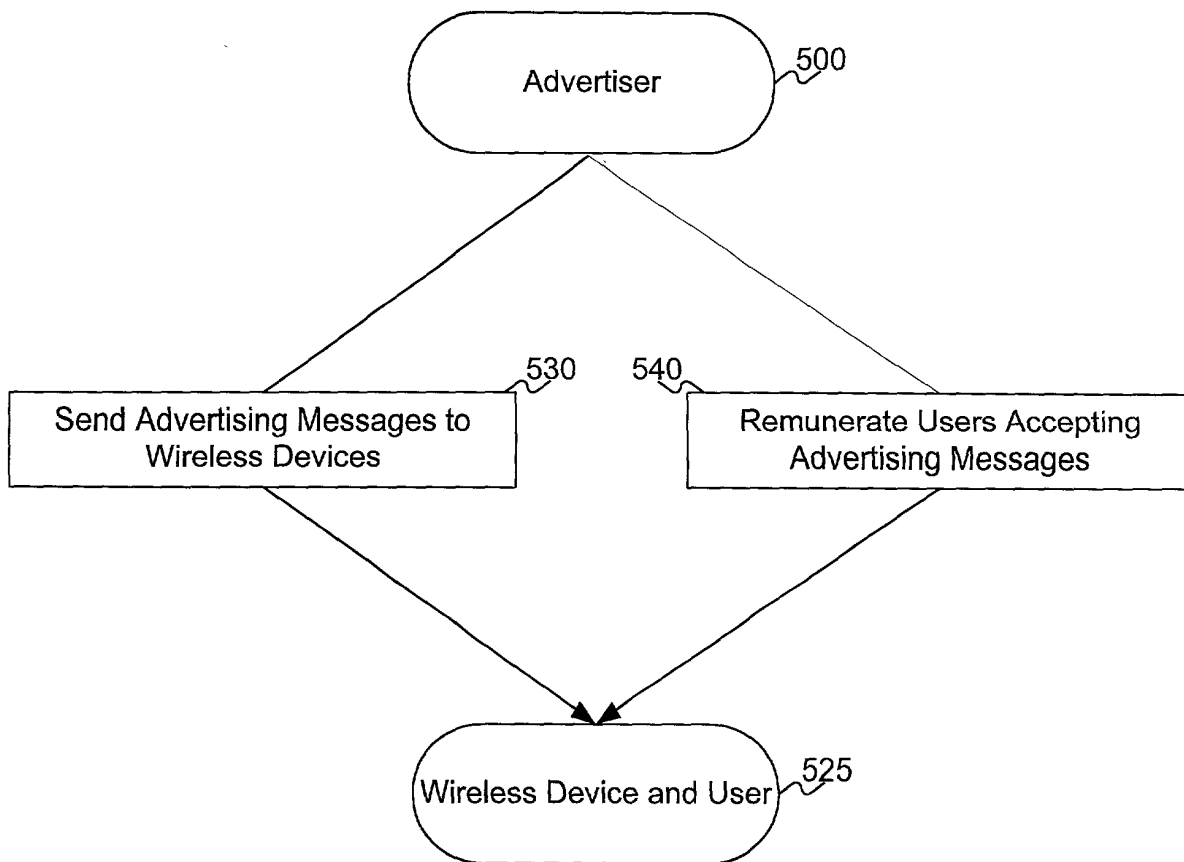 Advertiser
500
530
540
Send Advertising Messages to
Wireless Devices
Remunerate Users Accepting
Advertising Messages
Wireless Device and User
525